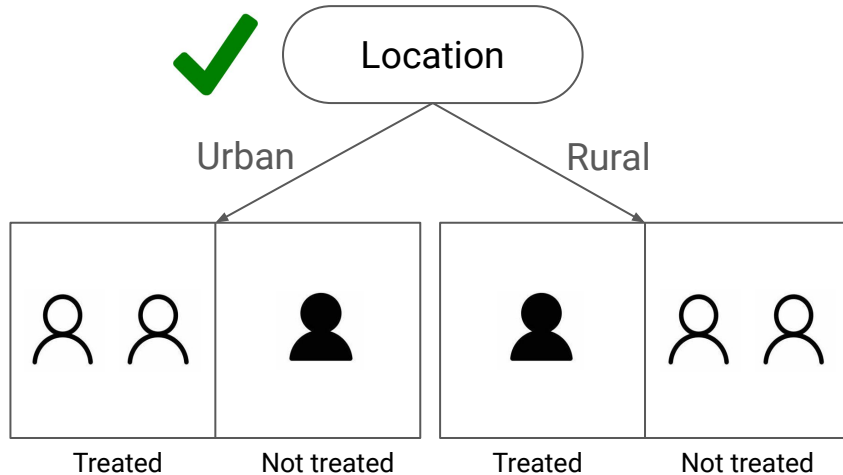 Location
Urban
Rural
Treated
Not treated
Treated
Not treated